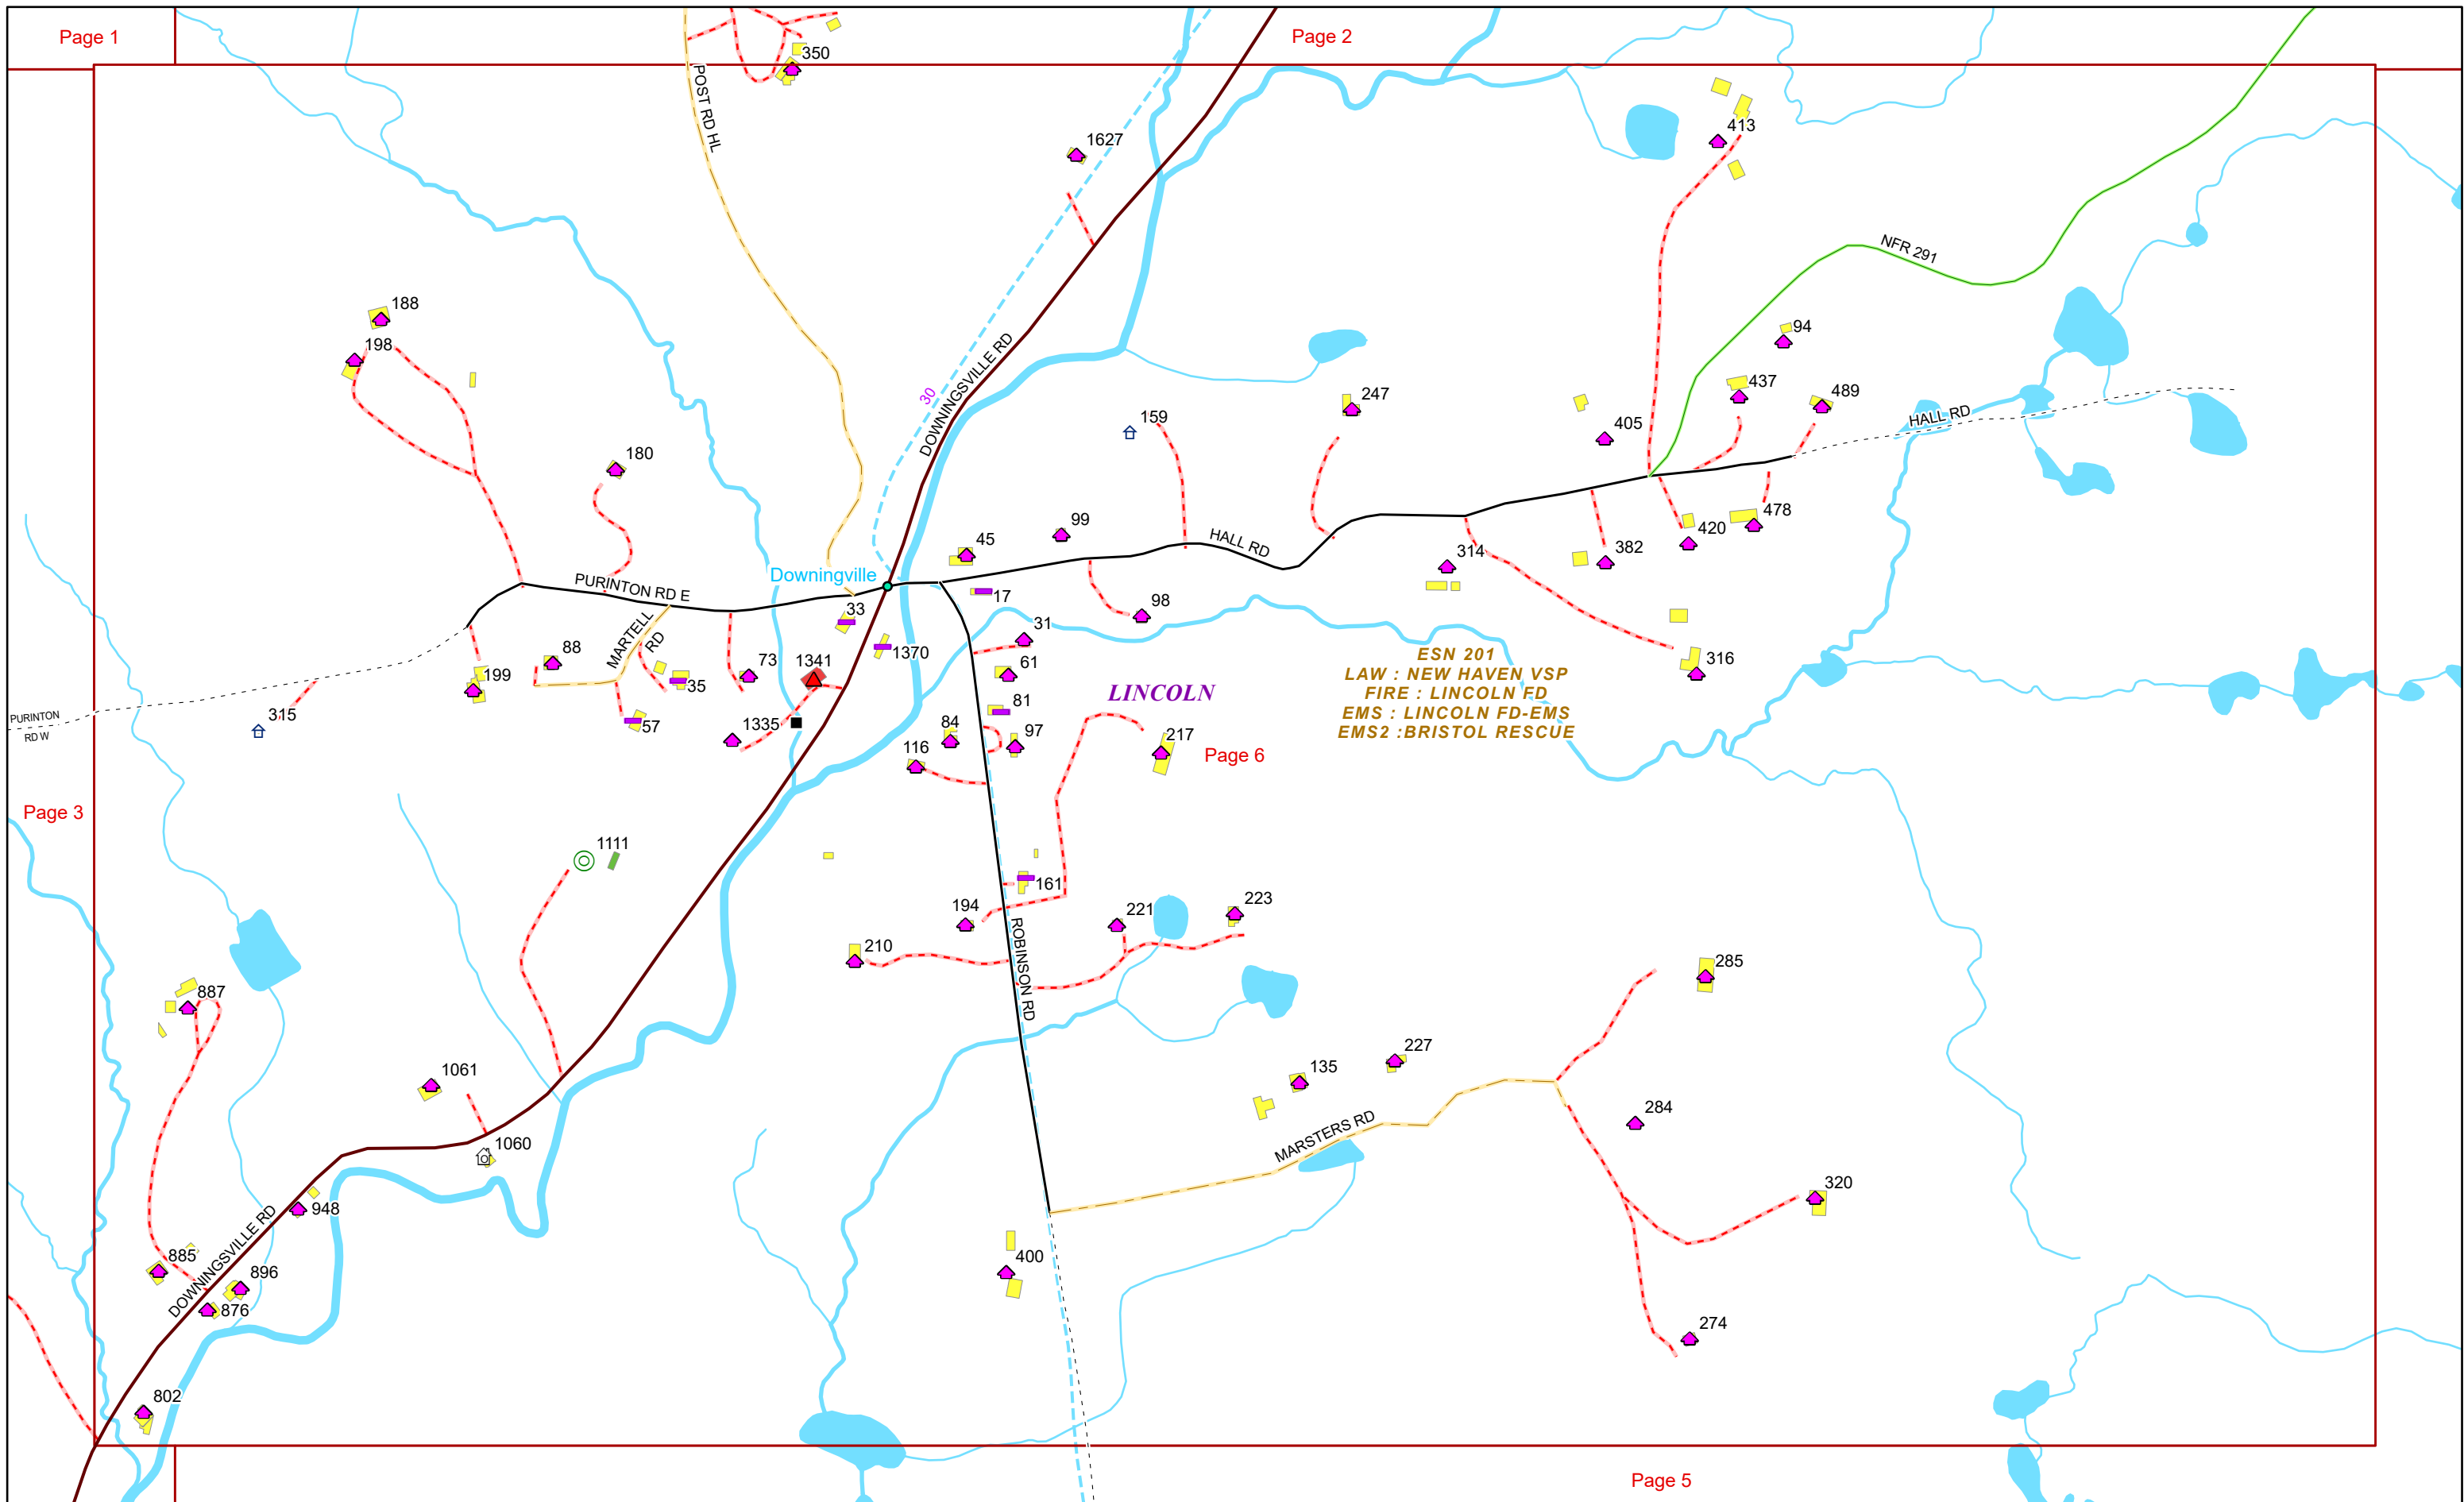 Page 1
Page 2
350
POST RD HL
413
1627
NFR 291
188
94
198
30
DOWNINGSVILLE RD
437
489
247
159
HALL RD
405
180
99
478
420
45
HALL RD
382
314
Downingville
PURINTON RD E
17
33
98
31
MARTELL
RD
1370
88
ESN 201
LAW : NEW HAVEN VSP
FIRE : LINCOLN FD
EMS : LINCOLN FD-EMS
EMS2 :BRISTOL RESCUE
73
1341
61
316
199
35
LINCOLN
81
315
PURINTON
RD W
57
1335
84
97
217
116
Page 6
Page 3
1111
161
194
221
223
210
ROBINSON RD
285
887
1061
135
227
284
MARSTERS RD
1060
320
948
885
DOWNINGSVILLE RD
400
896
876
274
802
Page 5